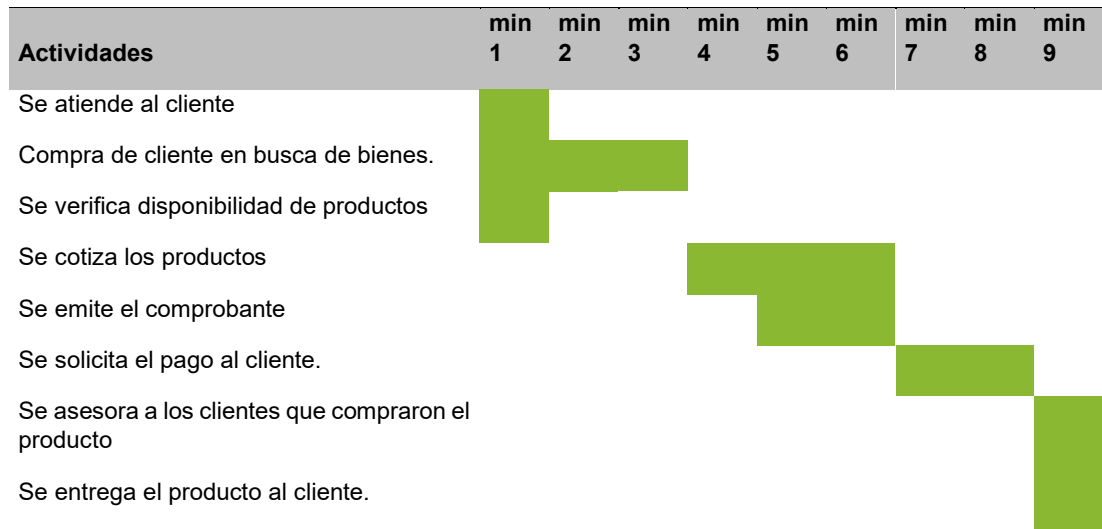 Actividades min 1 min 2 min 3 min 4 min 5 min 6 min 7 min 8 min 9
Se atiende al cliente
Compra de cliente en busca de bienes.
Se verifica disponibilidad de productos
Se cotiza los productos
Se emite el comprobante
Se solicita el pago al cliente.
Se asesora a los clientes que compraron el
producto
Se entrega el producto al cliente.